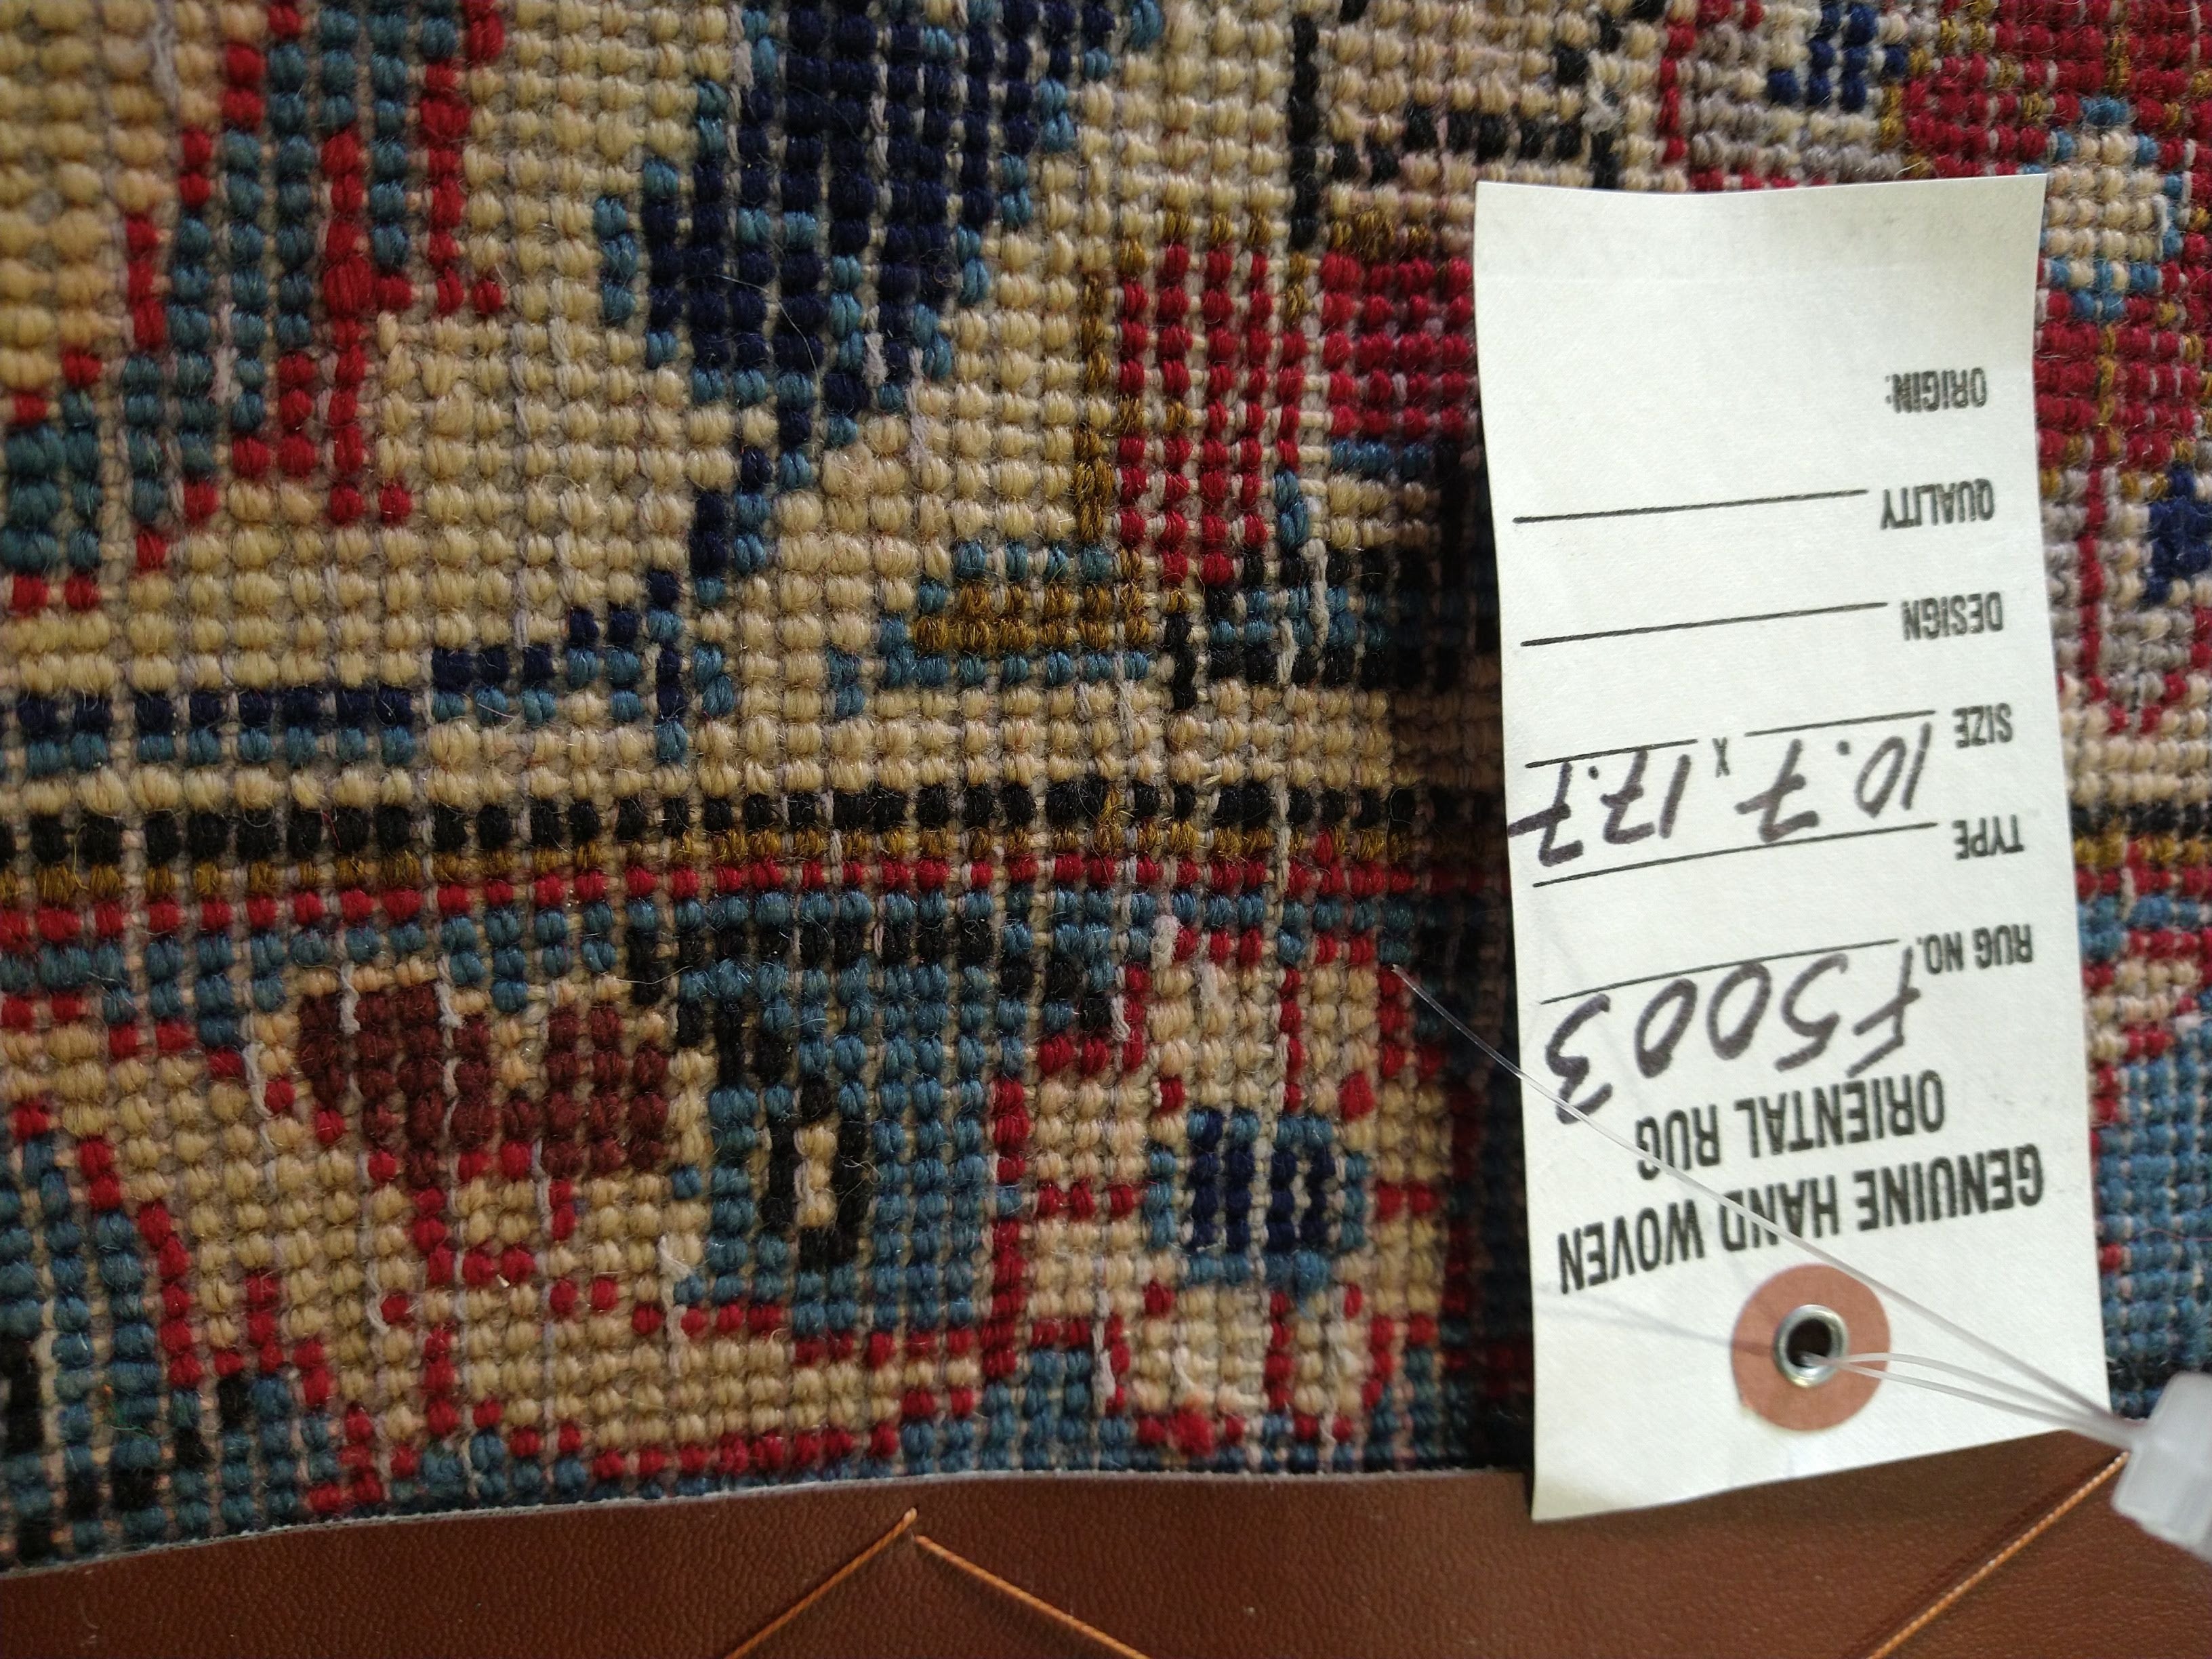 GENUINE HAND WOVEN
ORIENTAL RUG
RUG NO. F5003
TYPE
SIZE 10.7 x 17.7
DESIGN
QUALITY
ORIGIN: